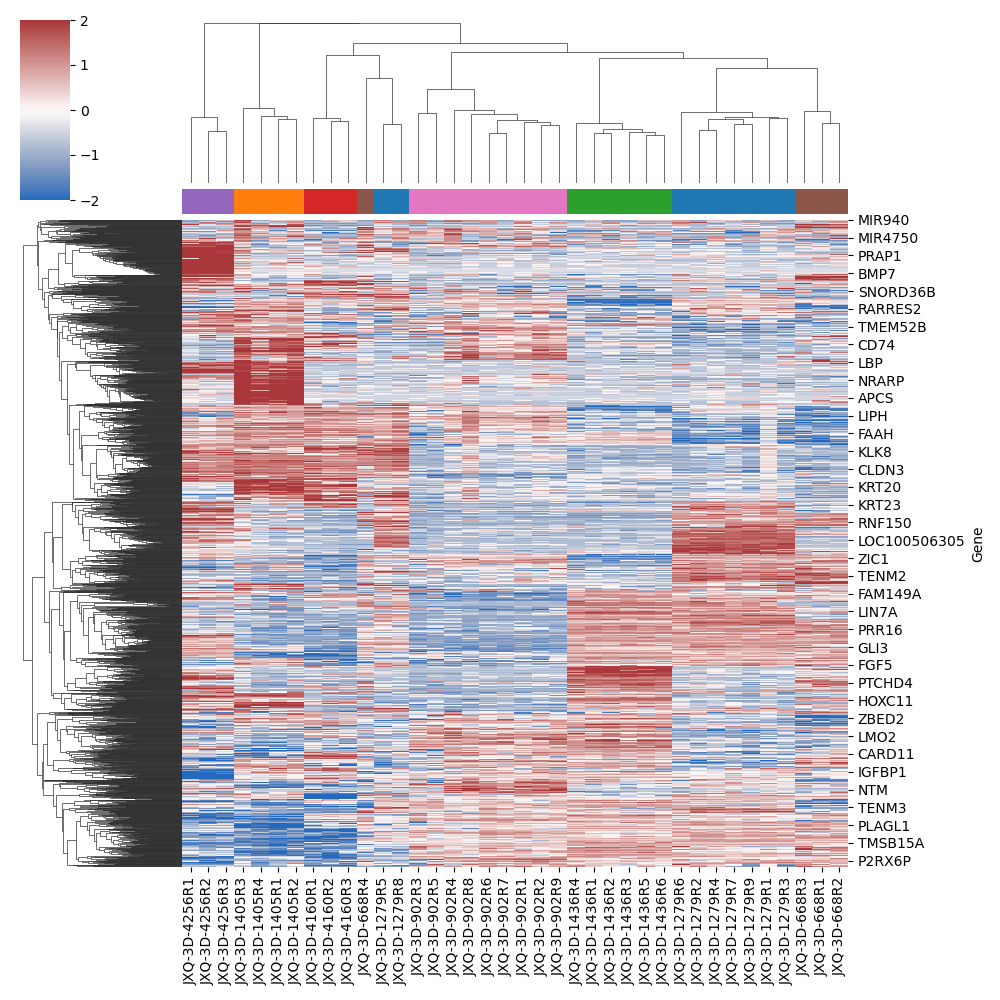 2
1
0
−1
−2
MIR940
MIR4750
PRAP1
BMP7
SNORD36B
RARRES2
TMEM52B
CD74
LBP
NRARP
APCS
LIPH
FAAH
KLK8
CLDN3
KRT20
KRT23
RNF150
LOC100506305
ZIC1
TENM2
FAM149A
LIN7A
PRR16
GLI3
FGF5
PTCHD4
HOXC11
ZBED2
LMO2
CARD11
IGFBP1
NTM
TENM3
PLAGL1
TMSB15A
P2RX6P
Gene
JXQ-3D-4256R1
JXQ-3D-4256R2
JXQ-3D-4256R3
JXQ-3D-1405R3
JXQ-3D-1405R4
JXQ-3D-1405R1
JXQ-3D-1405R2
JXQ-3D-4160R1
JXQ-3D-4160R2
JXQ-3D-4160R3
JXQ-3D-668R4
JXQ-3D-1279R5
JXQ-3D-1279R8
JXQ-3D-902R3
JXQ-3D-902R5
JXQ-3D-902R4
JXQ-3D-902R8
JXQ-3D-902R6
JXQ-3D-902R7
JXQ-3D-902R1
JXQ-3D-902R2
JXQ-3D-902R9
JXQ-3D-1436R4
JXQ-3D-1436R1
JXQ-3D-1436R2
JXQ-3D-1436R3
JXQ-3D-1436R5
JXQ-3D-1436R6
JXQ-3D-1279R6
JXQ-3D-1279R2
JXQ-3D-1279R4
JXQ-3D-1279R7
JXQ-3D-1279R9
JXQ-3D-1279R1
JXQ-3D-1279R3
JXQ-3D-668R3
JXQ-3D-668R1
JXQ-3D-668R2